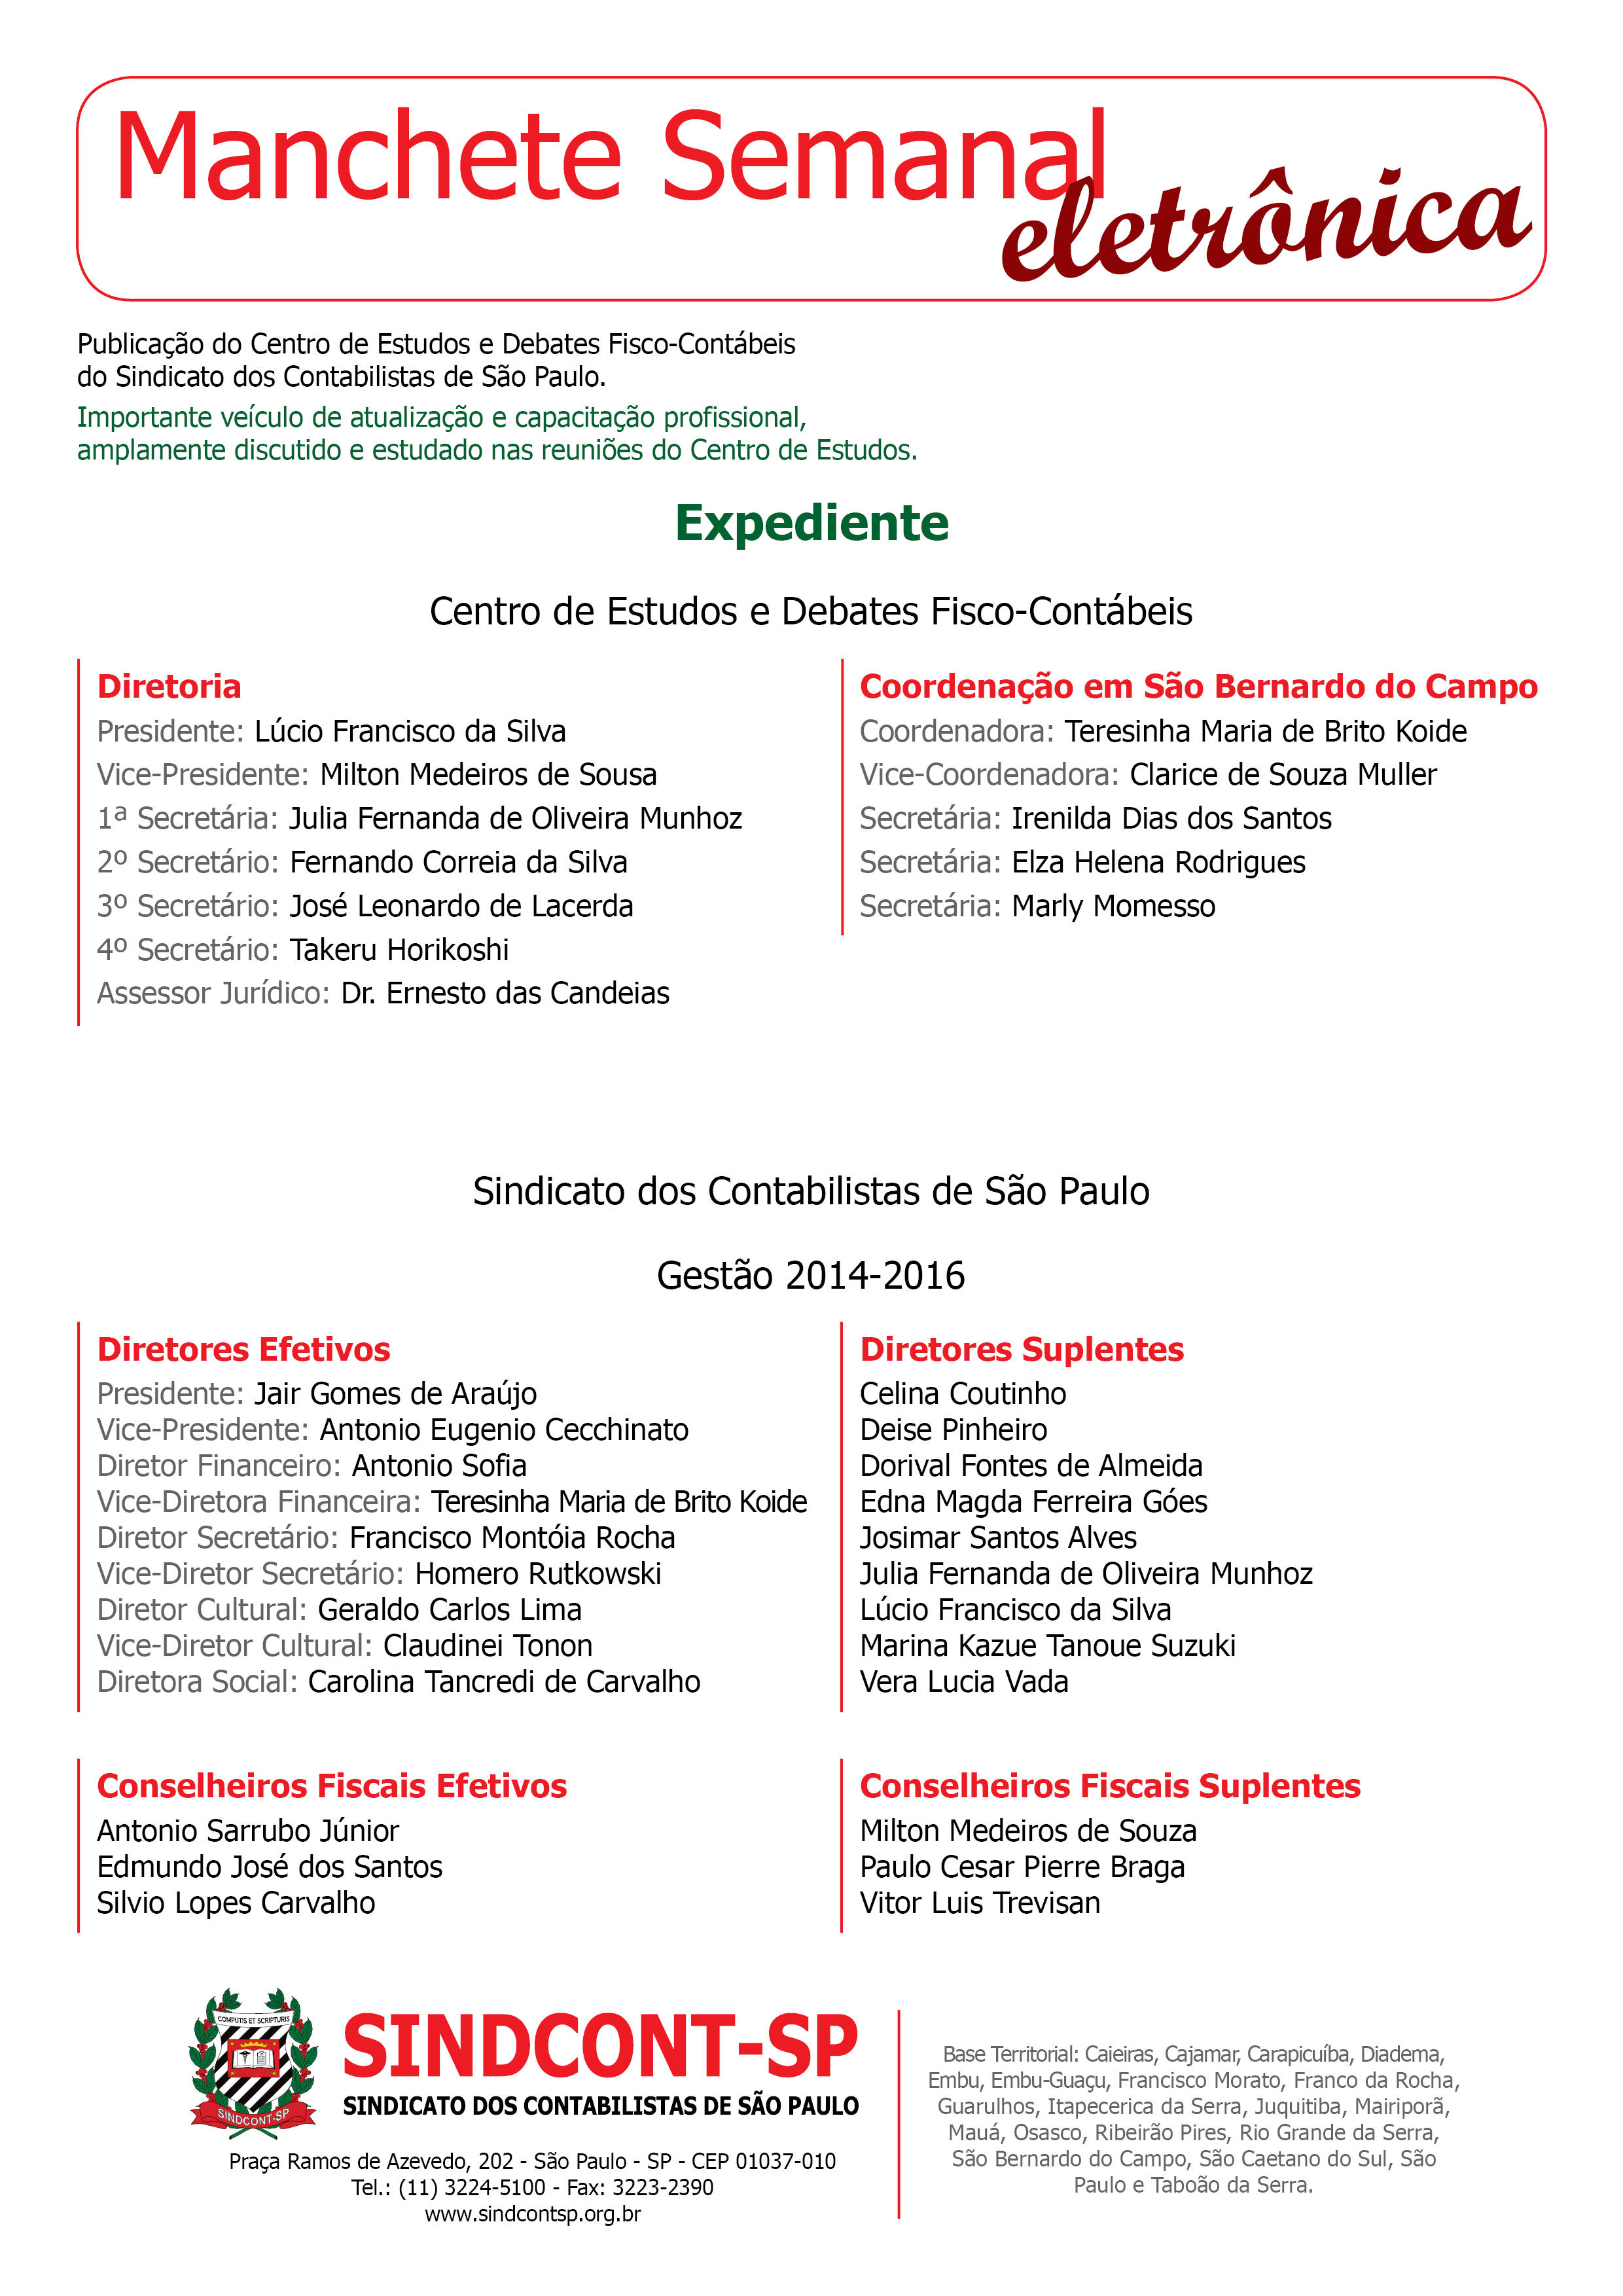 Manchete Semanal
eletrônica
Publicação do Centro de Estudos e Debates Fisco-Contábeis
do Sindicato dos Contabilistas de São Paulo.
Importante veículo de atualização e capacitação profissional,
amplamente discutido e estudado nas reuniões do Centro de Estudos.
Expediente
Centro de Estudos e Debates Fisco-Contábeis
Diretoria
Presidente: Lúcio Francisco da Silva
Vice-Presidente: Milton Medeiros de Sousa
1ª Secretária: Julia Fernanda de Oliveira Munhoz
2º Secretário: Fernando Correia da Silva
3º Secretário: José Leonardo de Lacerda
4º Secretário: Takeru Horikoshi
Assessor Jurídico: Dr. Ernesto das Candeias
Coordenação em São Bernardo do Campo
Coordenadora: Teresinha Maria de Brito Koide
Vice-Coordenadora: Clarice de Souza Muller
Secretária: Irenilda Dias dos Santos
Secretária: Elza Helena Rodrigues
Secretária: Marly Momesso
Sindicato dos Contabilistas de São Paulo
Gestão 2014-2016
Diretores Efetivos
Presidente: Jair Gomes de Araújo
Vice-Presidente: Antonio Eugenio Cecchinato
Diretor Financeiro: Antonio Sofia
Vice-Diretora Financeira: Teresinha Maria de Brito Koide
Diretor Secretário: Francisco Montóia Rocha
Vice-Diretor Secretário: Homero Rutkowski
Diretor Cultural: Geraldo Carlos Lima
Vice-Diretor Cultural: Claudinei Tonon
Diretora Social: Carolina Tancredi de Carvalho
Diretores Suplentes
Celina Coutinho
Deise Pinheiro
Dorival Fontes de Almeida
Edna Magda Ferreira Góes
Josimar Santos Alves
Julia Fernanda de Oliveira Munhoz
Lúcio Francisco da Silva
Marina Kazue Tanoue Suzuki
Vera Lucia Vada
Conselheiros Fiscais Efetivos
Antonio Sarrubo Júnior
Edmundo José dos Santos
Silvio Lopes Carvalho
Conselheiros Fiscais Suplentes
Milton Medeiros de Souza
Paulo Cesar Pierre Braga
Vitor Luis Trevisan
COMPUTIS ET SCRIPTURIS
SINDCONT-SP
SINDCONT-SP
SINDICATO DOS CONTABILISTAS DE SÃO PAULO
Praça Ramos de Azevedo, 202 - São Paulo - SP - CEP 01037-010
Tel.: (11) 3224-5100 - Fax: 3223-2390
www.sindcontsp.org.br
Base Territorial: Caieiras, Cajamar, Carapicuíba, Diadema,
Embu, Embu-Guaçu, Francisco Morato, Franco da Rocha,
Guarulhos, Itapecerica da Serra, Juquitiba, Mairiporã,
Mauá, Osasco, Ribeirão Pires, Rio Grande da Serra,
São Bernardo do Campo, São Caetano do Sul, São
Paulo e Taboão da Serra.